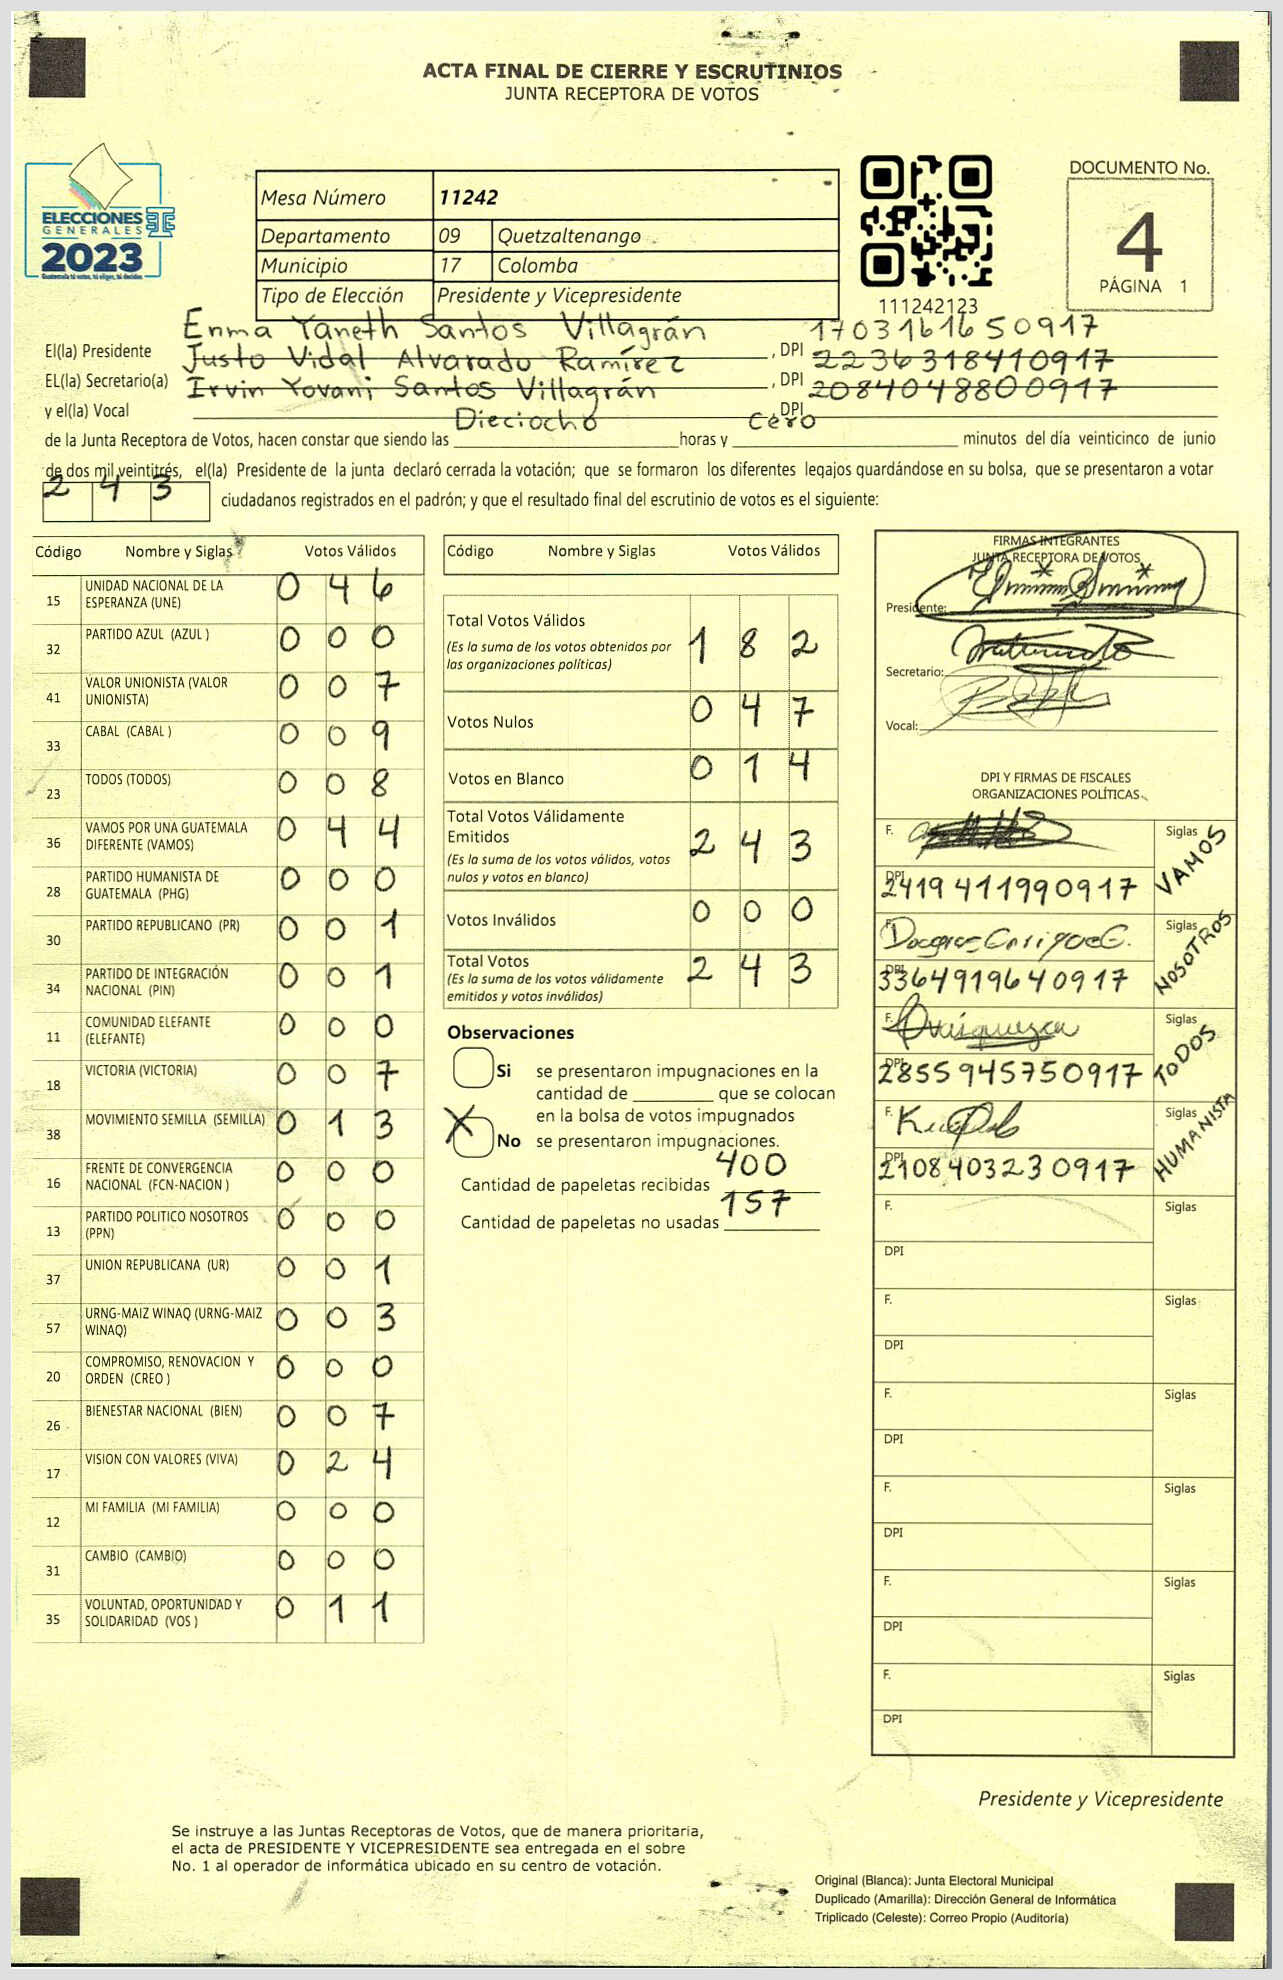 ACTA FINAL DE CIERRE Y ESCRUTINIOS
JUNTA RECEPTORA DE VOTOS
ELECCIONES
GENERALES
2023
Guatemala tú votas, tú eliges, tú decides
Mesa Número 11242
Departamento 09 Quetzaltenango
Municipio 17 Colomba
Tipo de Elección Presidente y Vicepresidente
111242123
DOCUMENTO No.
4
PÁGINA 1
Enma Yaneth Santos Villagrán 1703161650917
El(la) Presidente Justo Vidal Alvarado Ramírez , DPI 2236318410917
EL(la) Secretario(a) Irvin Yovani Santos Villagrán , DPI 2084048800917
y el(la) Vocal , DPI
de la Junta Receptora de Votos, hacen constar que siendo las Dieciocho horas y Cero minutos del día veinticinco de junio
de dos mil veintitrés, el(la) Presidente de la junta declaró cerrada la votación; que se formaron los diferentes legajos guardándose en su bolsa, que se presentaron a votar
243 ciudadanos registrados en el padrón; y que el resultado final del escrutinio de votos es el siguiente:
Código Nombre y Siglas Votos Válidos
15 UNIDAD NACIONAL DE LA ESPERANZA (UNE) 0 4 6
32 PARTIDO AZUL (AZUL ) 0 0 0
41 VALOR UNIONISTA (VALOR UNIONISTA) 0 0 7
33 CABAL (CABAL ) 0 0 9
23 TODOS (TODOS) 0 0 8
36 VAMOS POR UNA GUATEMALA DIFERENTE (VAMOS) 0 4 4
28 PARTIDO HUMANISTA DE GUATEMALA (PHG) 0 0 0
30 PARTIDO REPUBLICANO (PR) 0 0 1
34 PARTIDO DE INTEGRACIÓN NACIONAL (PIN) 0 0 1
11 COMUNIDAD ELEFANTE (ELEFANTE) 0 0 0
18 VICTORIA (VICTORIA) 0 0 7
38 MOVIMIENTO SEMILLA (SEMILLA) 0 1 3
16 FRENTE DE CONVERGENCIA NACIONAL (FCN-NACION ) 0 0 0
13 PARTIDO POLITICO NOSOTROS (PPN) 0 0 0
37 UNION REPUBLICANA (UR) 0 0 1
57 URNG-MAIZ WINAQ (URNG-MAIZ WINAQ) 0 0 3
20 COMPROMISO, RENOVACION Y ORDEN (CREO ) 0 0 0
26 BIENESTAR NACIONAL (BIEN) 0 0 7
17 VISION CON VALORES (VIVA) 0 2 4
12 MI FAMILIA (MI FAMILIA) 0 0 0
31 CAMBIO (CAMBIO) 0 0 0
35 VOLUNTAD, OPORTUNIDAD Y SOLIDARIDAD (VOS ) 0 1 1
Código Nombre y Siglas Votos Válidos
Total Votos Válidos 1 8 2
(Es la suma de los votos obtenidos por
las organizaciones políticas)
Votos Nulos 0 4 7
Votos en Blanco 0 1 4
Total Votos Válidamente
Emitidos 2 4 3
(Es la suma de los votos válidos, votos
nulos y votos en blanco)
Votos Inválidos 0 0 0
Total Votos 2 4 3
(Es la suma de los votos válidamente
emitidos y votos inválidos)
Observaciones
Si se presentaron impugnaciones en la
cantidad de ________ que se colocan
en la bolsa de votos impugnados
X No se presentaron impugnaciones.
Cantidad de papeletas recibidas 400
Cantidad de papeletas no usadas 157
FIRMAS INTEGRANTES
JUNTA RECEPTORA DE VOTOS
Presidente:
Secretario:
Vocal:
DPI Y FIRMAS DE FISCALES
ORGANIZACIONES POLÍTICAS
F. Siglas VAMOS
DPI 2419411990917
F. Siglas NOSOTROS
DPI 3364919640917
F. Siglas TODOS
DPI 2855945750917
F. Siglas HUMANISTA
DPI 2108403230917
F. Siglas
DPI
F. Siglas
DPI
F. Siglas
DPI
F. Siglas
DPI
F. Siglas
DPI
F. Siglas
DPI
Presidente y Vicepresidente
Se instruye a las Juntas Receptoras de Votos, que de manera prioritaria,
el acta de PRESIDENTE Y VICEPRESIDENTE sea entregada en el sobre
No. 1 al operador de informática ubicado en su centro de votación.
Original (Blanca): Junta Electoral Municipal
Duplicado (Amarilla): Dirección General de Informática
Triplicado (Celeste): Correo Propio (Auditoría)